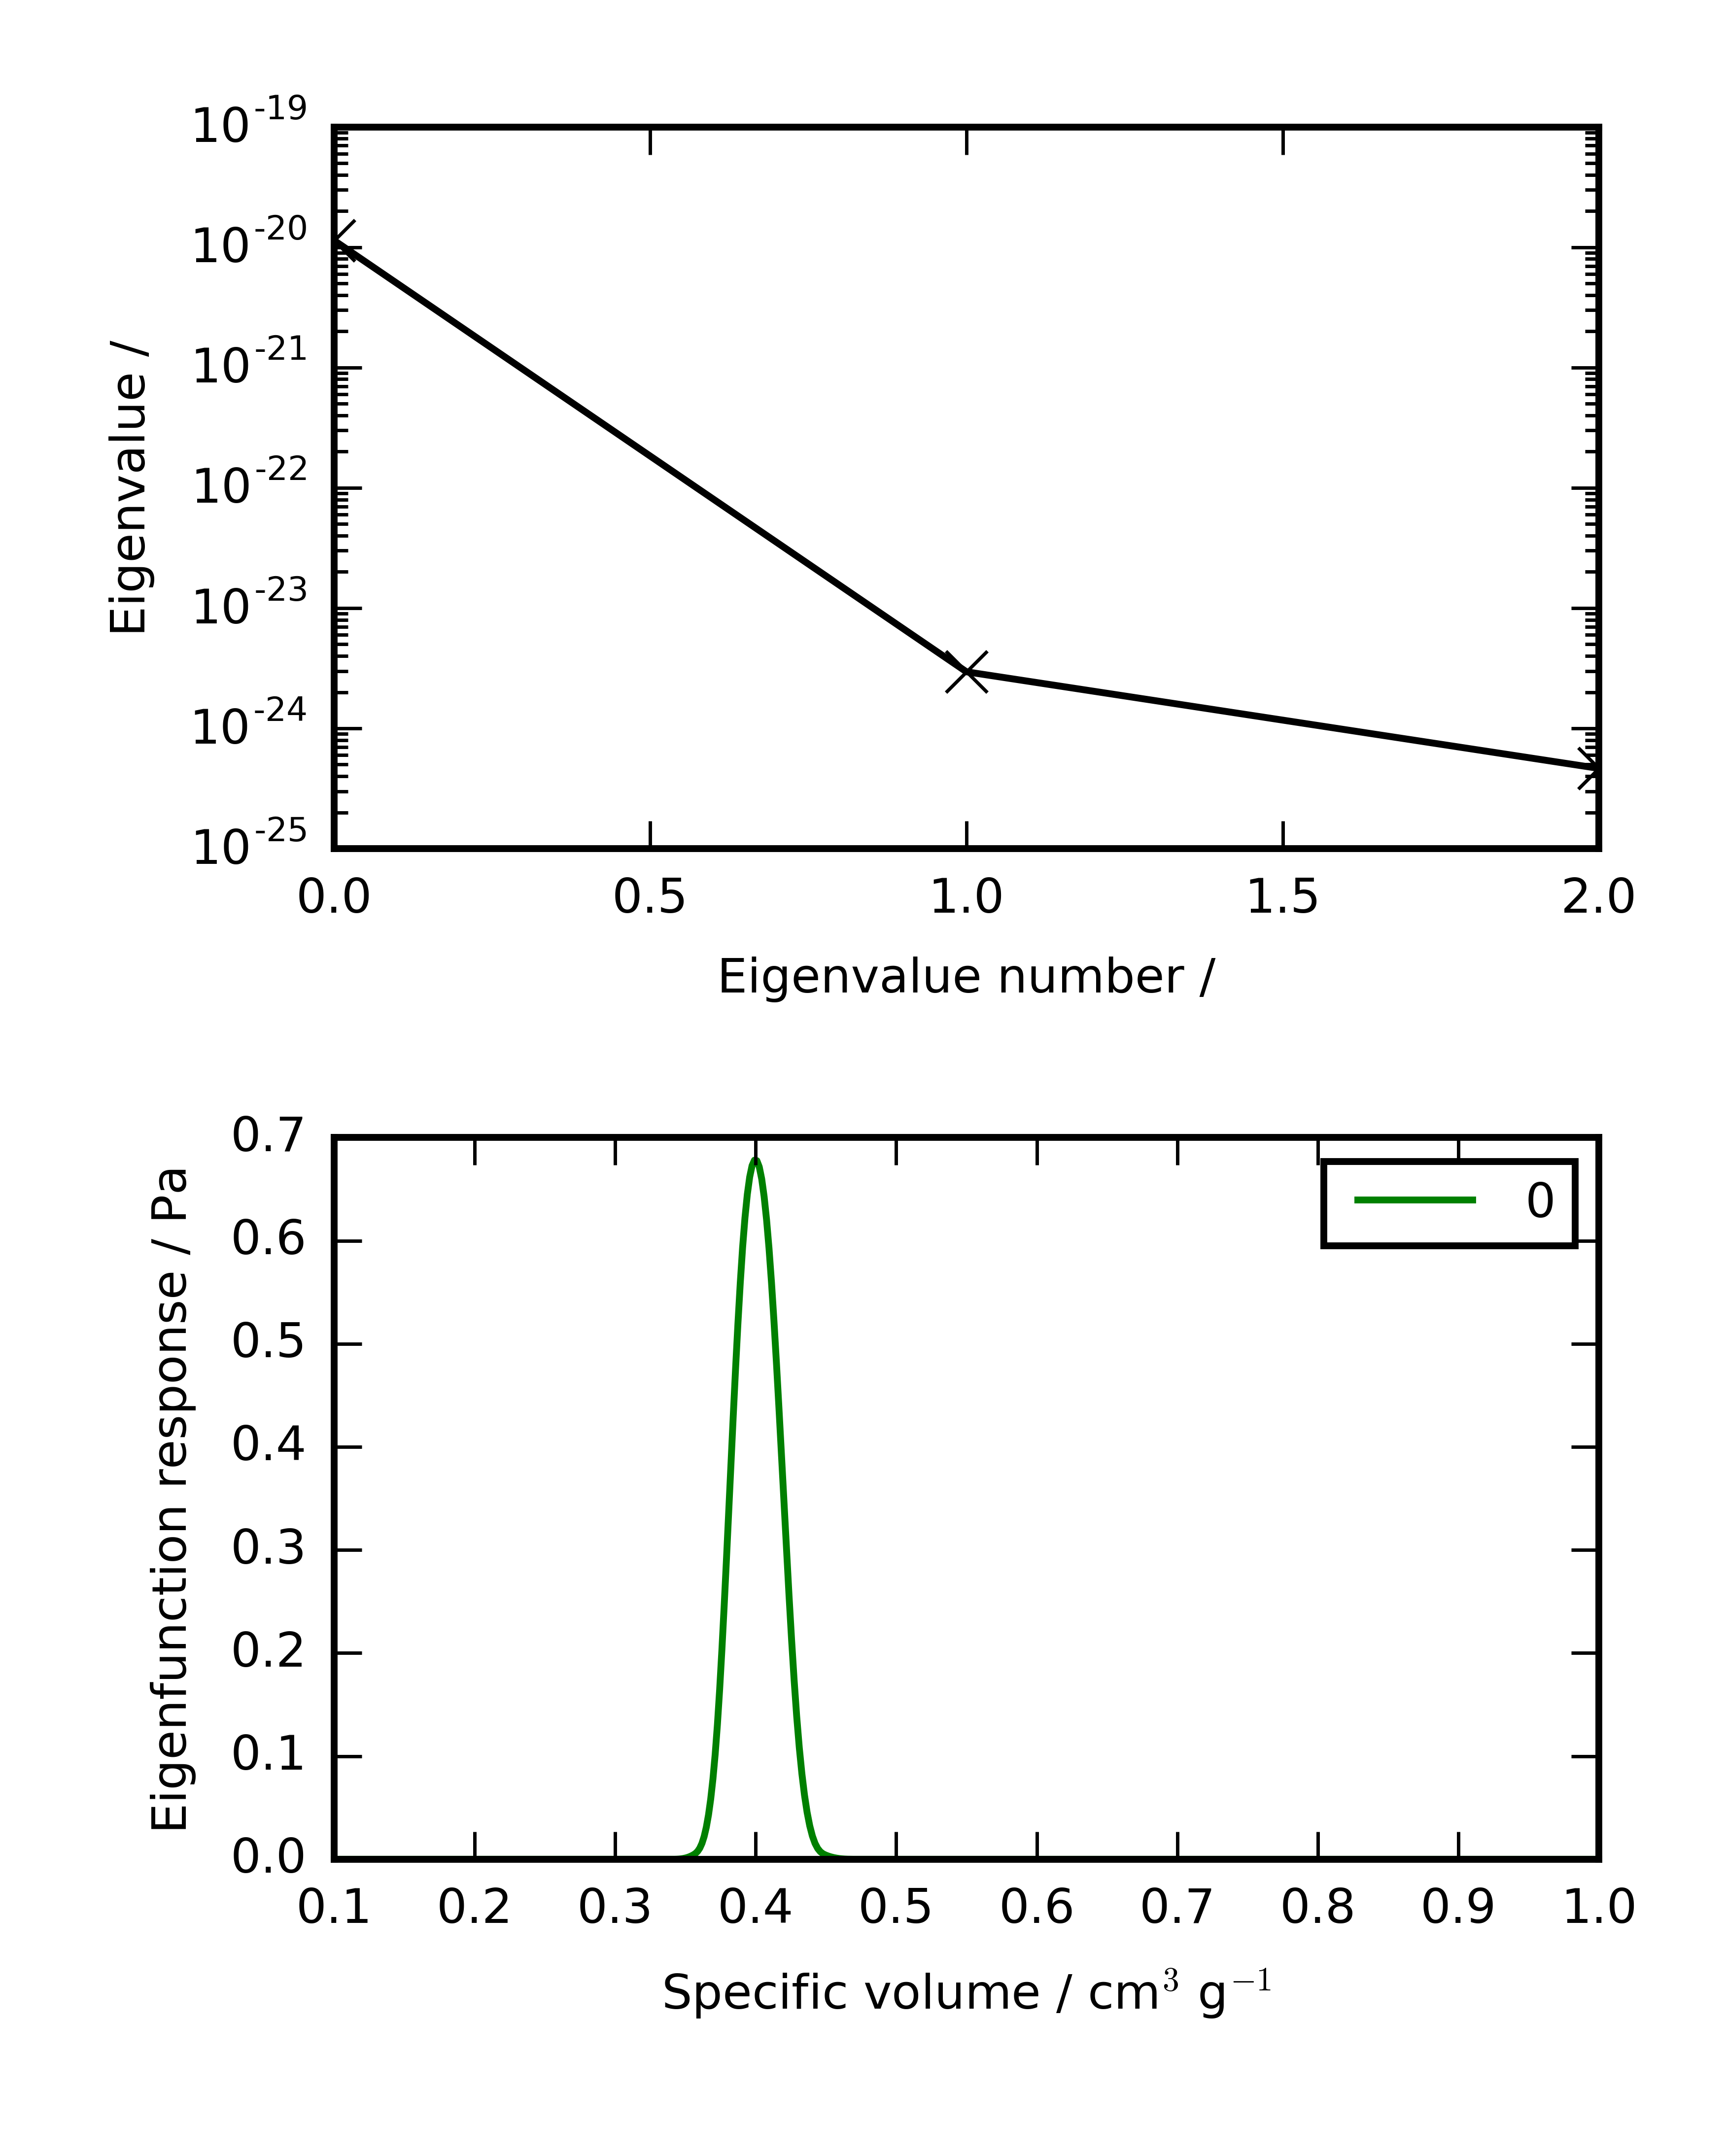 10-19
10-20
10-21
10-22
10-23
10-24
10-25
Eigenvalue /
0.0 0.5 1.0 1.5 2.0
Eigenvalue number /
0.7
0.6
0.5
0.4
0.3
0.2
0.1
0.0
Eigenfunction response / Pa
0
0.1 0.2 0.3 0.4 0.5 0.6 0.7 0.8 0.9 1.0
Specific volume / cm³ g⁻¹